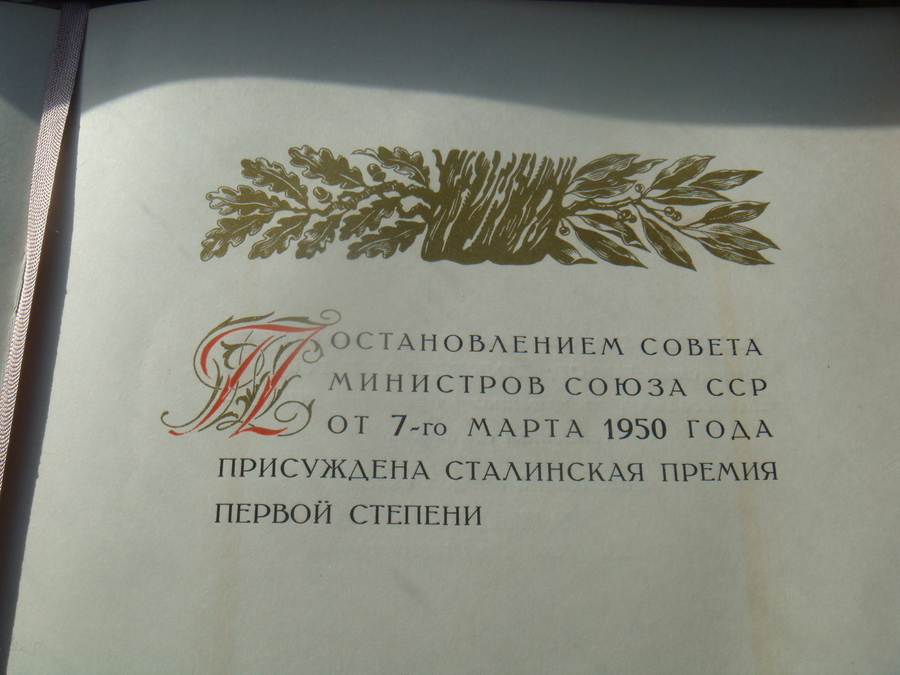 ПОСТАНОВЛЕНИЕМ СОВЕТА
МИНИСТРОВ СОЮЗА ССР
ОТ 7-го МАРТА 1950 ГОДА
ПРИСУЖДЕНА СТАЛИНСКАЯ ПРЕМИЯ
ПЕРВОЙ СТЕПЕНИ